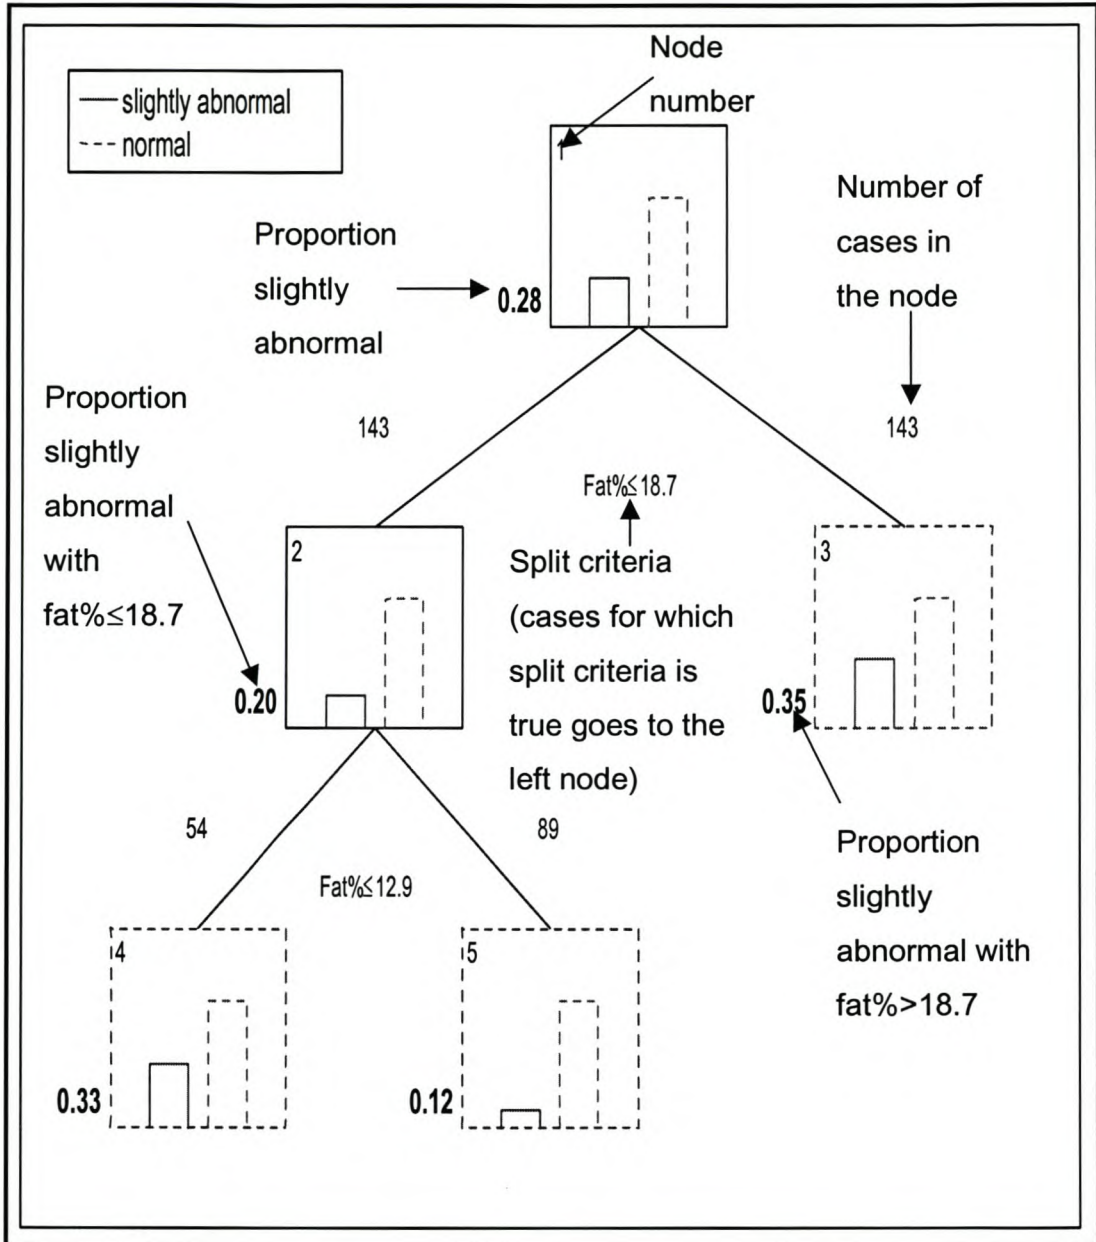 slightly abnormal
normal
Node
number
1
Number of
cases in
the node
Proportion
slightly
abnormal
0.28
Proportion
slightly
abnormal
with
fat%≤18.7
143
143
Fat%≤18.7
2
3
Split criteria
(cases for which
split criteria is
true goes to the
left node)
0.20
0.35
54
89
Fat%≤12.9
Proportion
slightly
abnormal with
fat%>18.7
4
5
0.33
0.12